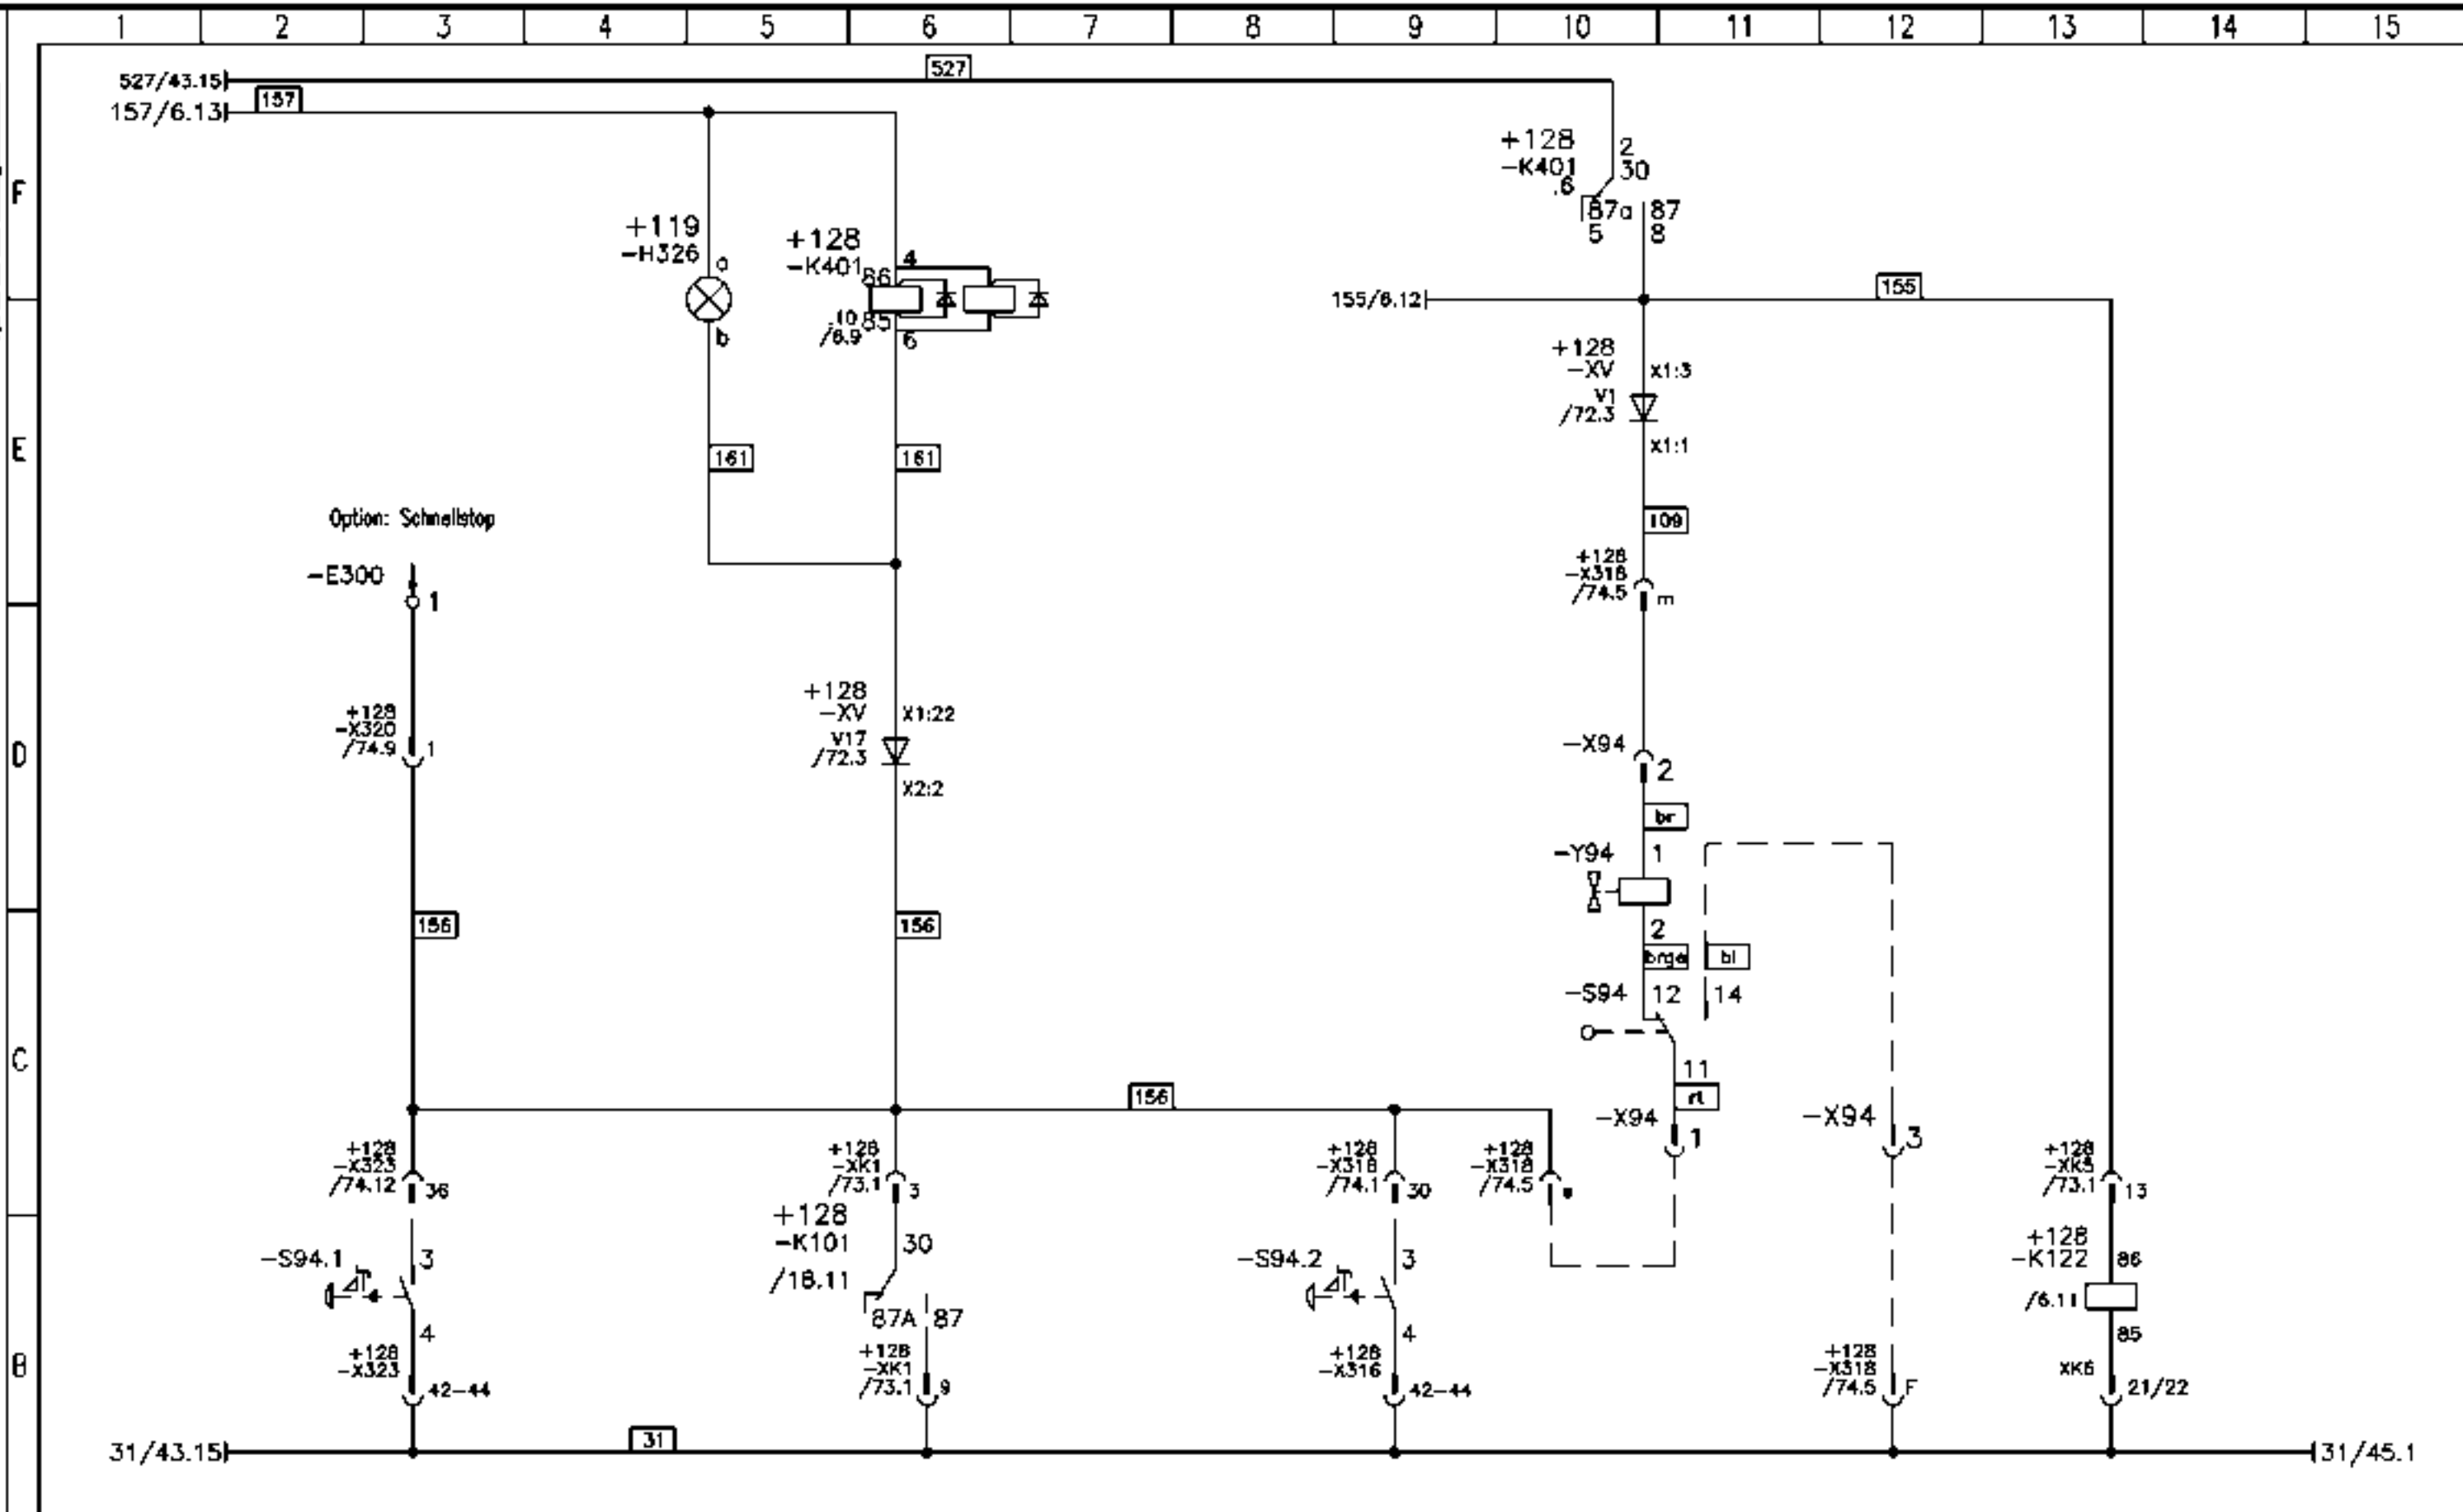 1 2 3 4 5 6 7 8 9 10 11 12 13 14 15
527/43.15
527
157/6.13
157
F
E
D
C
B
+119
-H326
a
b
+128
-K401
86
4
.10
85
/6.9
6
161
161
+128
-K401
.6
2
30
87a
87
5
8
155/6.12
155
+128
-XV
X1:3
V1
/72.3
X1:1
109
+128
-X318
/74.5
m
Option: Schnellstop
-E300
1
+128
-X320
/74.9
1
156
+128
-XV
X1:22
V17
/72.3
X2:2
156
-X94
2
br
-Y94
1
2
brge
bl
-S94
12
14
11
rt
-X94
1
-X94
3
156
+128
-X323
/74.12
36
+128
-XK1
/73.1
3
+128
-X316
/74.1
30
+128
-X318
/74.5
+128
-XK5
/73.1
13
-S94.1
3
4
+128
-X323
42-44
+128
-K101
30
/18.11
87A
87
+128
-XK1
/73.1
9
-S94.2
3
4
+128
-X316
42-44
+128
-X318
/74.5
F
+128
-K122
86
/6.11
85
XK6
21/22
31/43.15
31
31/45.1